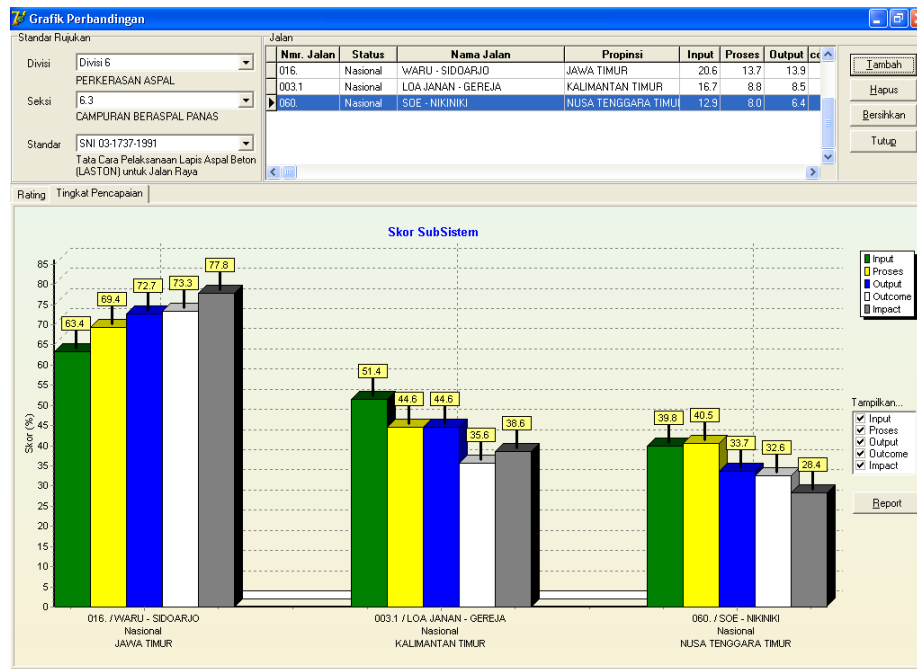 Grafik Perbandingan
Standar Rujukan
Divisi Divisi 6
PERKERASAN ASPAL
Seksi 6.3
CAMPURAN BERASPAL PANAS
Standar SNI 03-1737-1991
Tata Cara Pelaksanaan Lapis Aspal Beton
(LASTON) untuk Jalan Raya
Jalan
Nmr. Jalan Status Nama Jalan Propinsi Input Proses Output
016. Nasional WARU - SIDOARJO JAWA TIMUR 20.6 13.7 13.9
003.1 Nasional LOA JANAN - GEREJA KALIMANTAN TIMUR 16.7 8.8 8.5
060. Nasional SOE - NIKINIKI NUSA TENGGARA TIMU 12.9 8.0 6.4
Tambah
Hapus
Bersihkan
Tutup
Rating Tingkat Pencapaian
Skor SubSistem
Skor (%)
85
80
75
70
65
60
55
50
45
40
35
30
25
20
15
10
5
0
63.4 69.4 72.7 73.3 77.8
51.4 44.6 44.6 35.6 38.6
39.8 40.5 33.7 32.6 28.4
016. / WARU - SIDOARJO
Nasional
JAWA TIMUR
003.1 / LOA JANAN - GEREJA
Nasional
KALIMANTAN TIMUR
060. / SOE - NIKINIKI
Nasional
NUSA TENGGARA TIMUR
Input
Proses
Output
Outcome
Impact
Tampilkan...
Input
Proses
Output
Outcome
Impact
Report